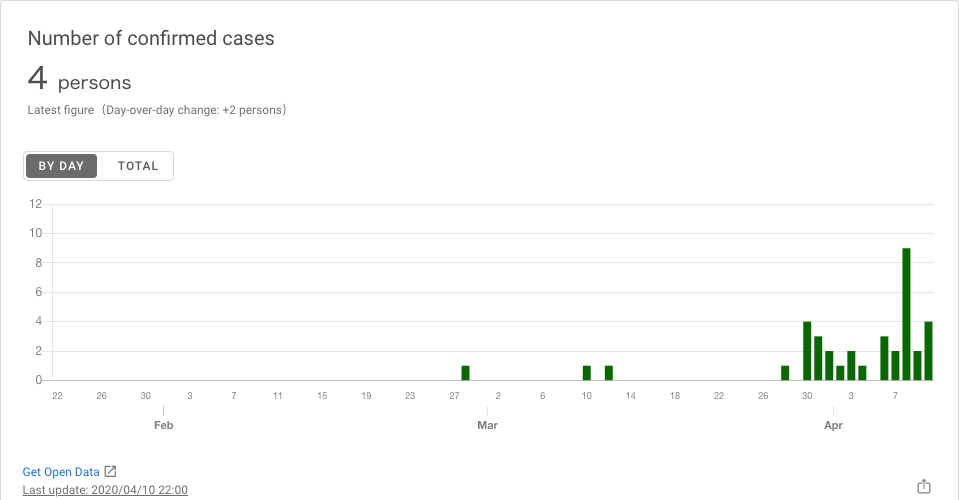 Number of confirmed cases
4 persons
Latest figure（Day-over-day change: +2 persons）
BY DAY TOTAL
12
10
8
6
4
2
0
22 26 30 3 7 11 15 19 23 27 2 6 10 14 18 22 26 30 3 7
Feb Mar Apr
Get Open Data
Last update: 2020/04/10 22:00